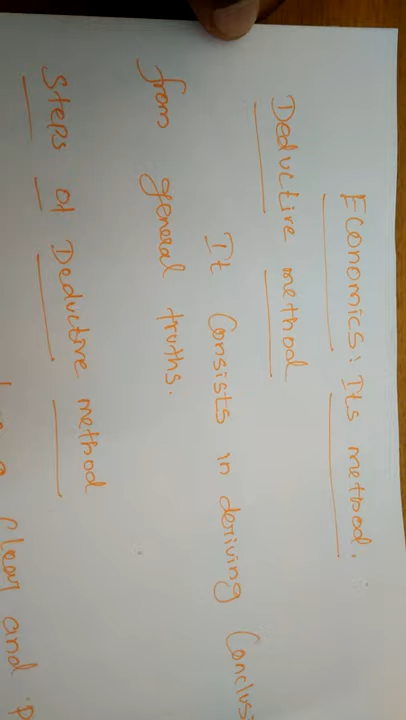 Economics: Its method.
Deductive method
It Consists in deriving
from general truths.
Steps of Deductive method
Clear and